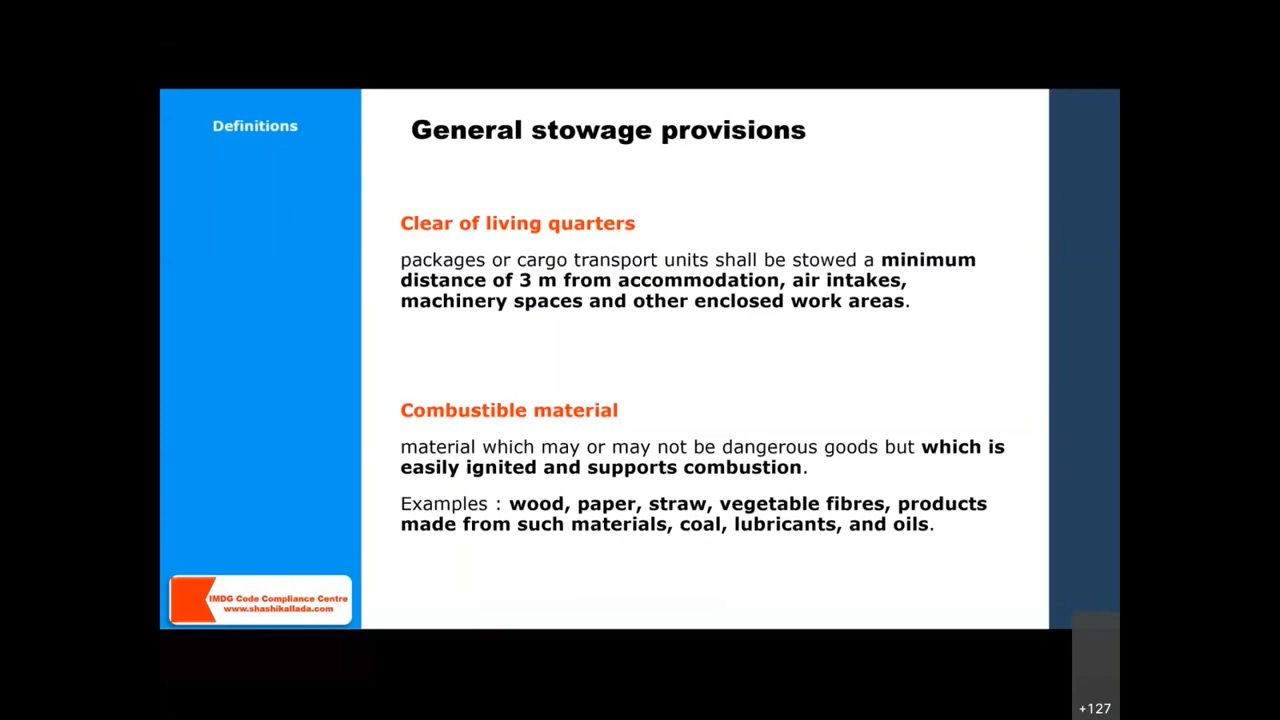 Definitions
General stowage provisions
Clear of living quarters
packages or cargo transport units shall be stowed a minimum
distance of 3 m from accommodation, air intakes,
machinery spaces and other enclosed work areas.
Combustible material
material which may or may not be dangerous goods but which is
easily ignited and supports combustion.
Examples : wood, paper, straw, vegetable fibres, products
made from such materials, coal, lubricants, and oils.
IMDG Code Compliance Centre
www.shashikallada.com
+127